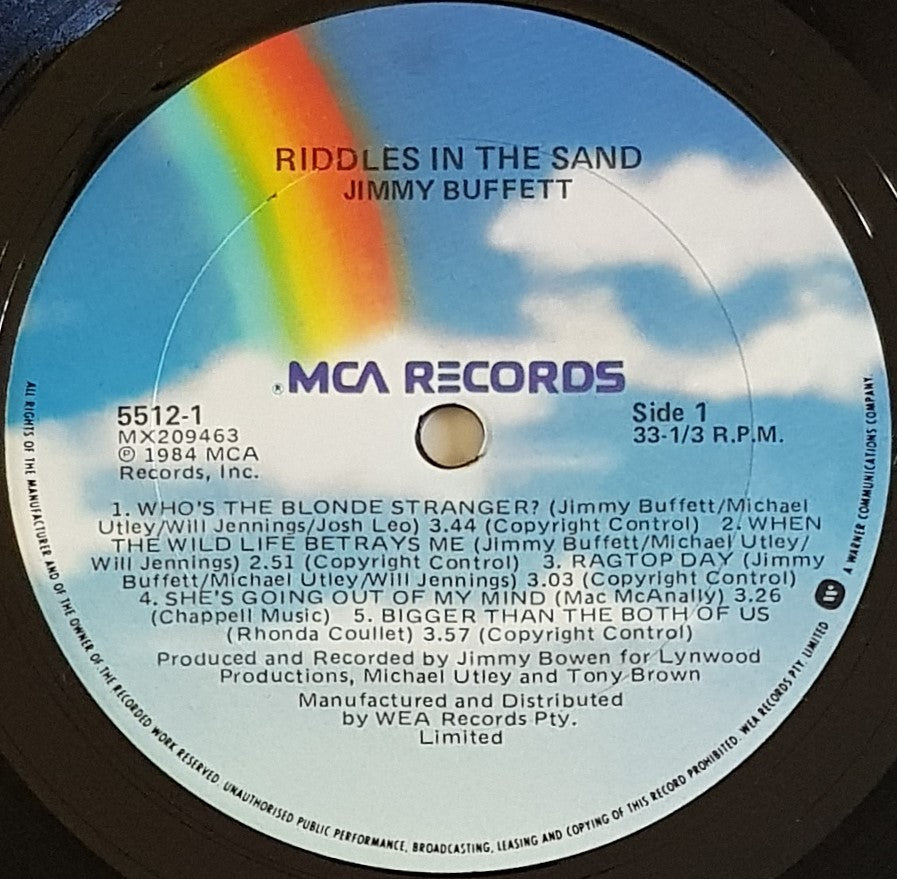 RIDDLES IN THE SAND
JIMMY BUFFETT
® MCA RECORDS
5512-1
MX209463
℗ 1984 MCA
Records, Inc.
Side 1
33-1/3 R.P.M.
1. WHO'S THE BLONDE STRANGER? (Jimmy Buffett/Michael
Utley/Will Jennings/Josh Leo) 3.44 (Copyright Control) 2. WHEN
THE WILD LIFE BETRAYS ME (Jimmy Buffett/Michael Utley/
Will Jennings) 2.51 (Copyright Control) 3. RAGTOP DAY (Jimmy
Buffett/Michael Utley/Will Jennings) 3.03 (Copyright Control)
4. SHE'S GOING OUT OF MY MIND (Mac McAnally) 3.26
(Chappell Music) 5. BIGGER THAN THE BOTH OF US
(Rhonda Coullet) 3.57 (Copyright Control)
Produced and Recorded by Jimmy Bowen for Lynwood
Productions, Michael Utley and Tony Brown
Manufactured and Distributed
by WEA Records Pty.
Limited
ALL RIGHTS OF THE MANUFACTURER AND OF THE OWNER OF THE RECORDED WORK RESERVED. UNAUTHORISED PUBLIC PERFORMANCE, BROADCASTING, LEASING AND COPYING OF THIS RECORD PROHIBITED. WEA RECORDS PTY. LIMITED A WARNER COMMUNICATIONS COMPANY.